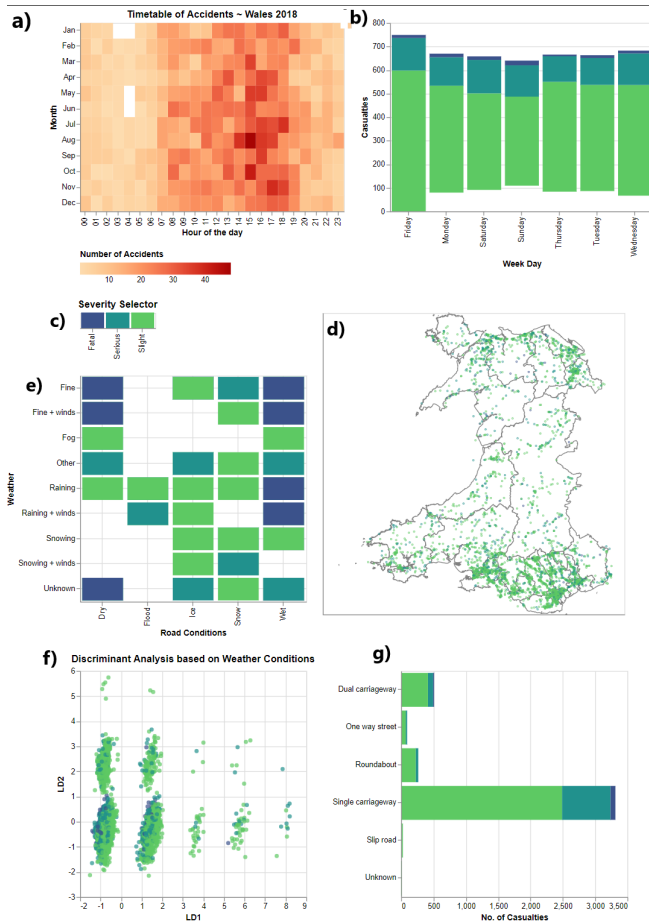 a)
Timetable of Accidents ~ Wales 2018
Month
Jan
Feb
Mar
Apr
May
Jun
Jul
Aug
Sep
Oct
Nov
Dec
00 01 02 03 04 05 06 07 08 09 10 11 12 13 14 15 16 17 18 19 20 21 22 23
Hour of the day
Number of Accidents
10 20 30 40
b)
Casualties
800
700
600
500
400
300
200
100
0
Friday Monday Saturday Sunday Thursday Tuesday Wednesday
Week Day
c)
Severity Selector
Fatal Serious Slight
d)
e)
Weather
Fine
Fine + winds
Fog
Other
Raining
Raining + winds
Snowing
Snowing + winds
Unknown
Dry Flood Ice Snow Wet
Road Conditions
f)
Discriminant Analysis based on Weather Conditions
LD2
6
5
4
3
2
1
0
-1
-2
-3
-2 -1 0 1 2 3 4 5 6 7 8 9
LD1
g)
Dual carriageway
One way street
Roundabout
Single carriageway
Slip road
Unknown
0 500 1,000 1,500 2,000 2,500 3,000 3,500
No. of Casualties